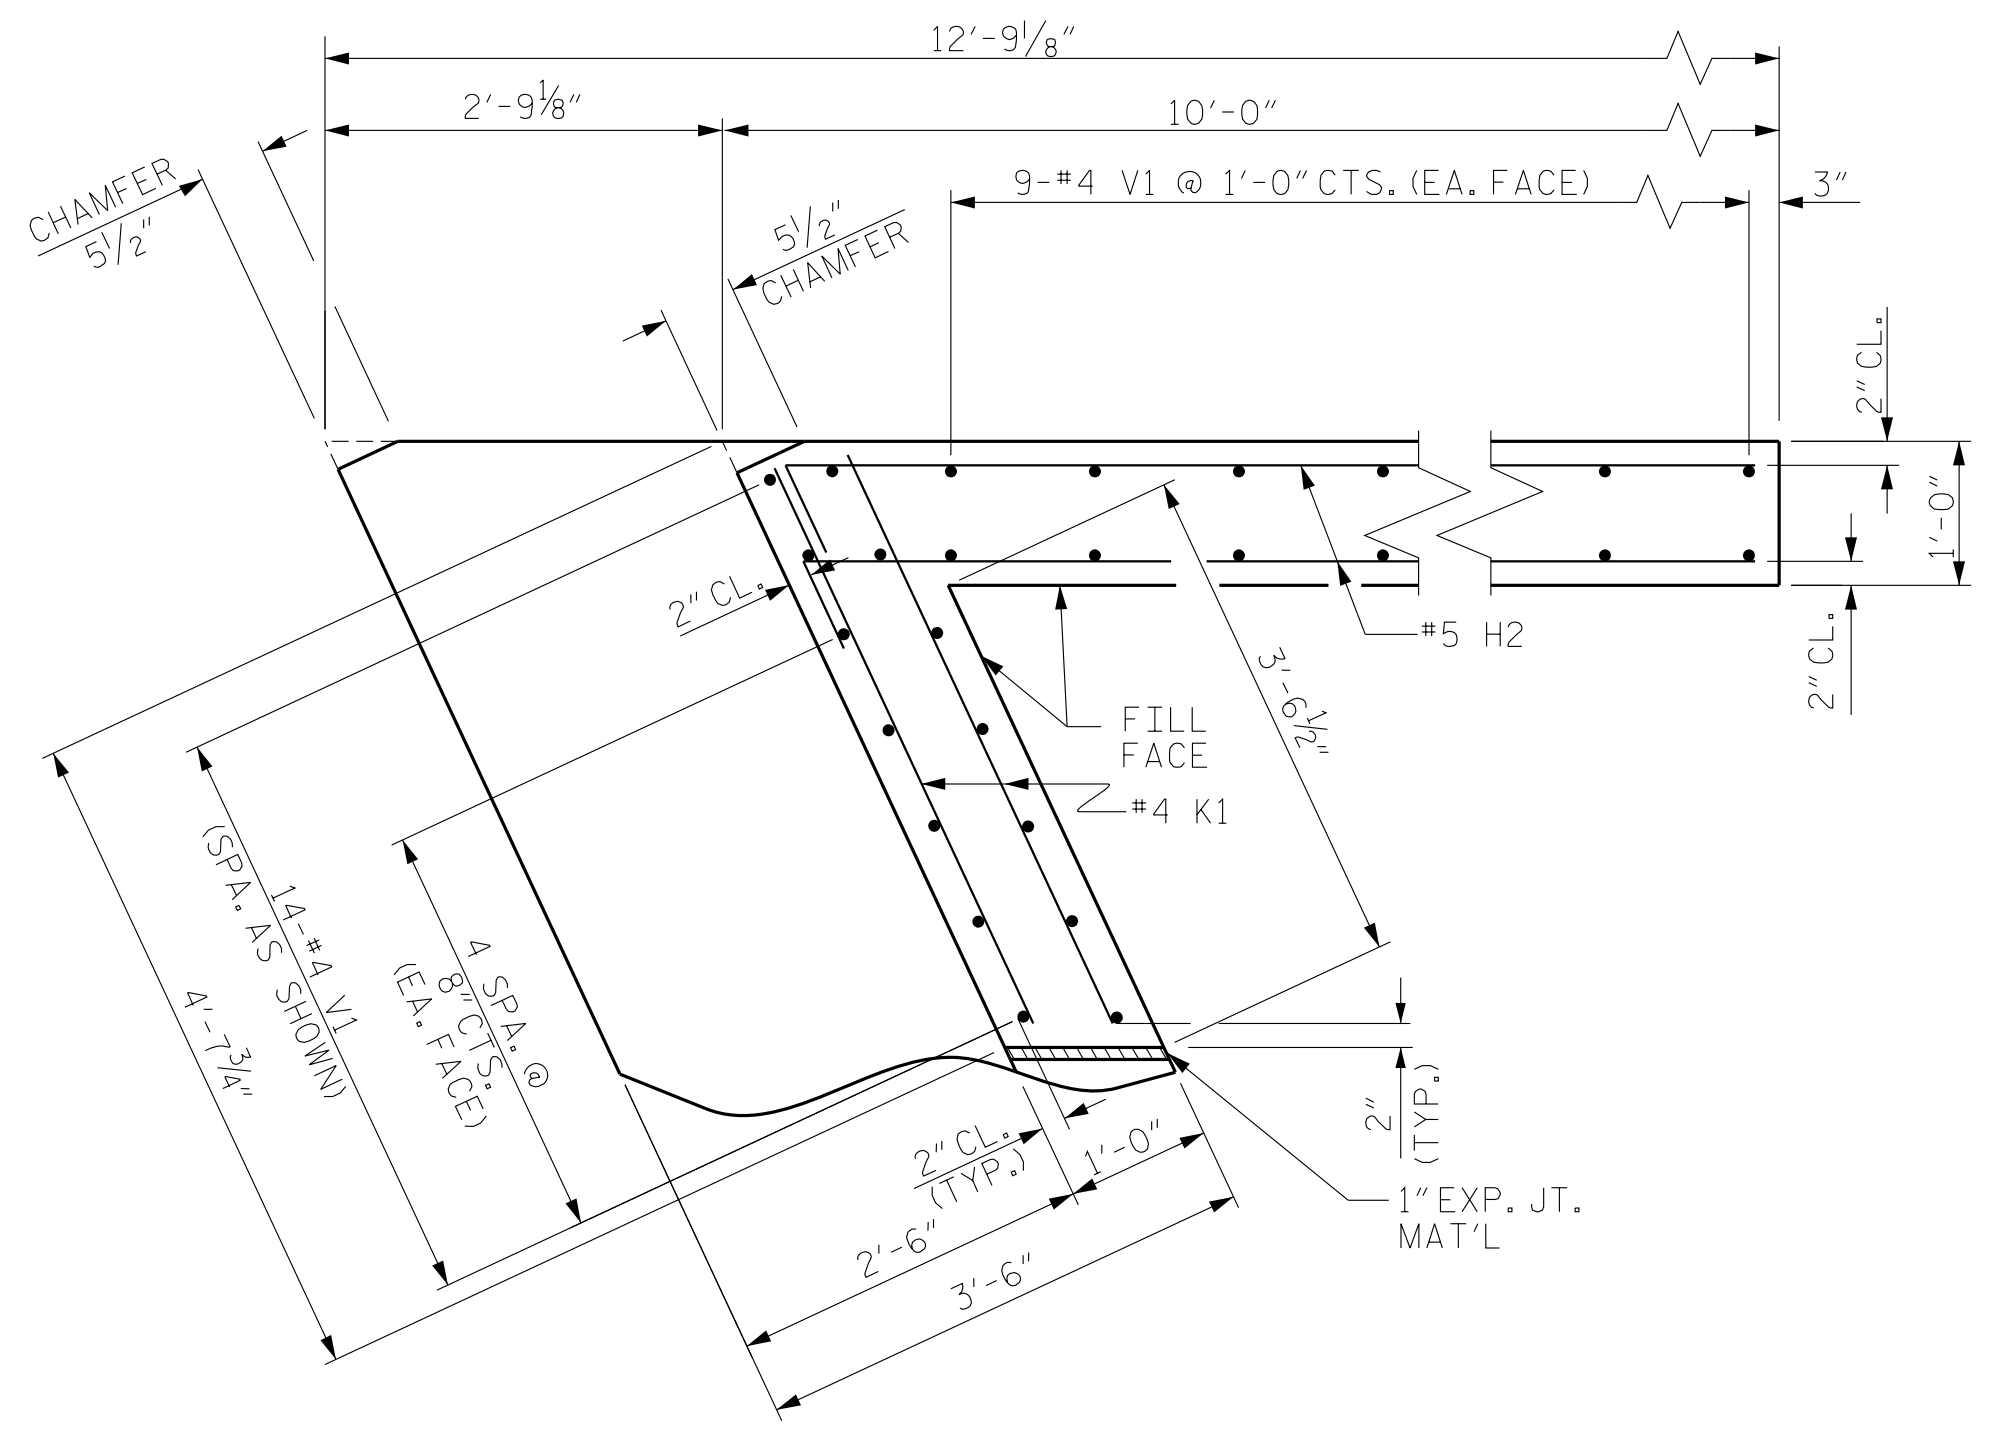 12'-9 1/8"
2'-9 1/8"
10'-0"
9-#4 V1 @ 1'-0" CTS. (EA. FACE)
3"
CHAMFER
5 1/2"
5 1/2"
CHAMFER
2" CL.
1'-0"
2" CL.
2" CL.
#5 H2
3'-6 1/2"
FILL
FACE
#4 K1
14-#4 V1
(SPA. AS SHOWN)
4 SPA. @
8" CTS.
(EA. FACE)
4'-7 3/4"
2" CL.
(TYP.)
1'-0"
2'-6"
3'-6"
2"
(TYP.)
1" EXP. JT.
MAT'L